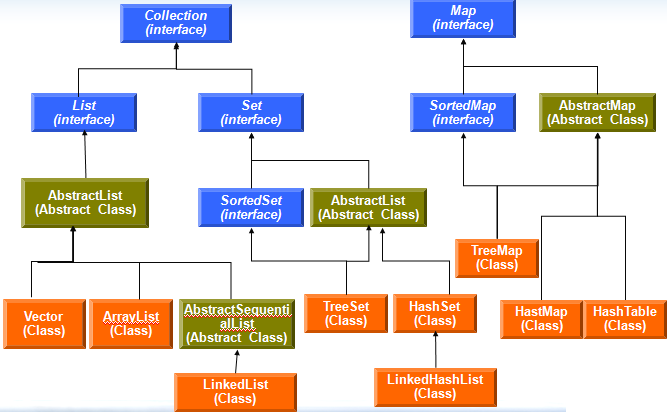 Collection
(interface)
Map
(interface)
List
(interface)
Set
(interface)
SortedMap
(interface)
AbstractMap
(Abstract Class)
AbstractList
(Abstract Class)
SortedSet
(interface)
AbstractList
(Abstract Class)
TreeMap
(Class)
Vector
(Class)
ArrayList
(Class)
AbstractSequenti
alList
(Abstract Class)
TreeSet
(Class)
HashSet
(Class)
HastMap
(Class)
HashTable
(Class)
LinkedList
(Class)
LinkedHashList
(Class)